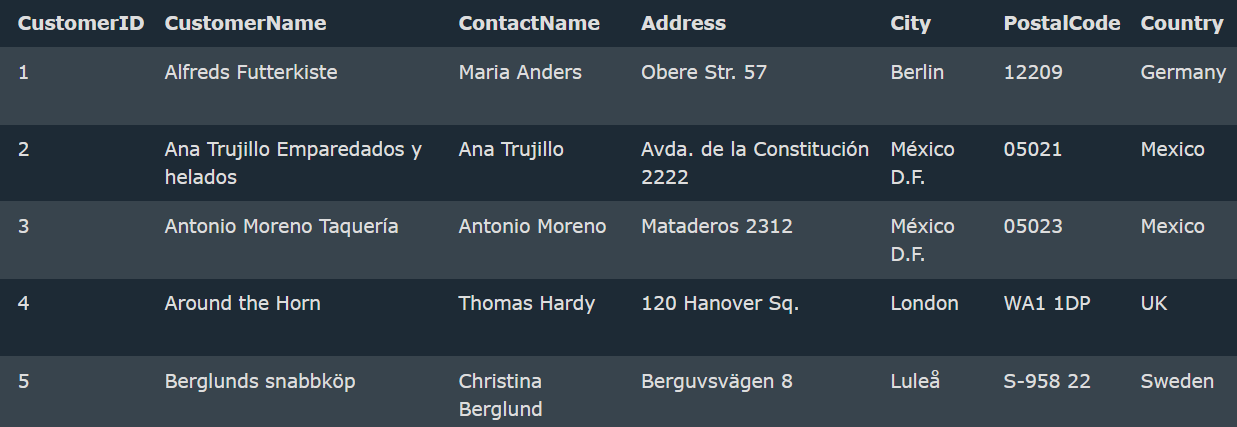 CustomerID CustomerName ContactName Address City PostalCode Country
1 Alfreds Futterkiste Maria Anders Obere Str. 57 Berlin 12209 Germany
2 Ana Trujillo Emparedados y Ana Trujillo Avda. de la Constitución México 05021 Mexico
helados 2222 D.F.
3 Antonio Moreno Taquería Antonio Moreno Mataderos 2312 México 05023 Mexico
D.F.
4 Around the Horn Thomas Hardy 120 Hanover Sq. London WA1 1DP UK
5 Berglunds snabbköp Christina Berguvsvägen 8 Luleå S-958 22 Sweden
Berglund